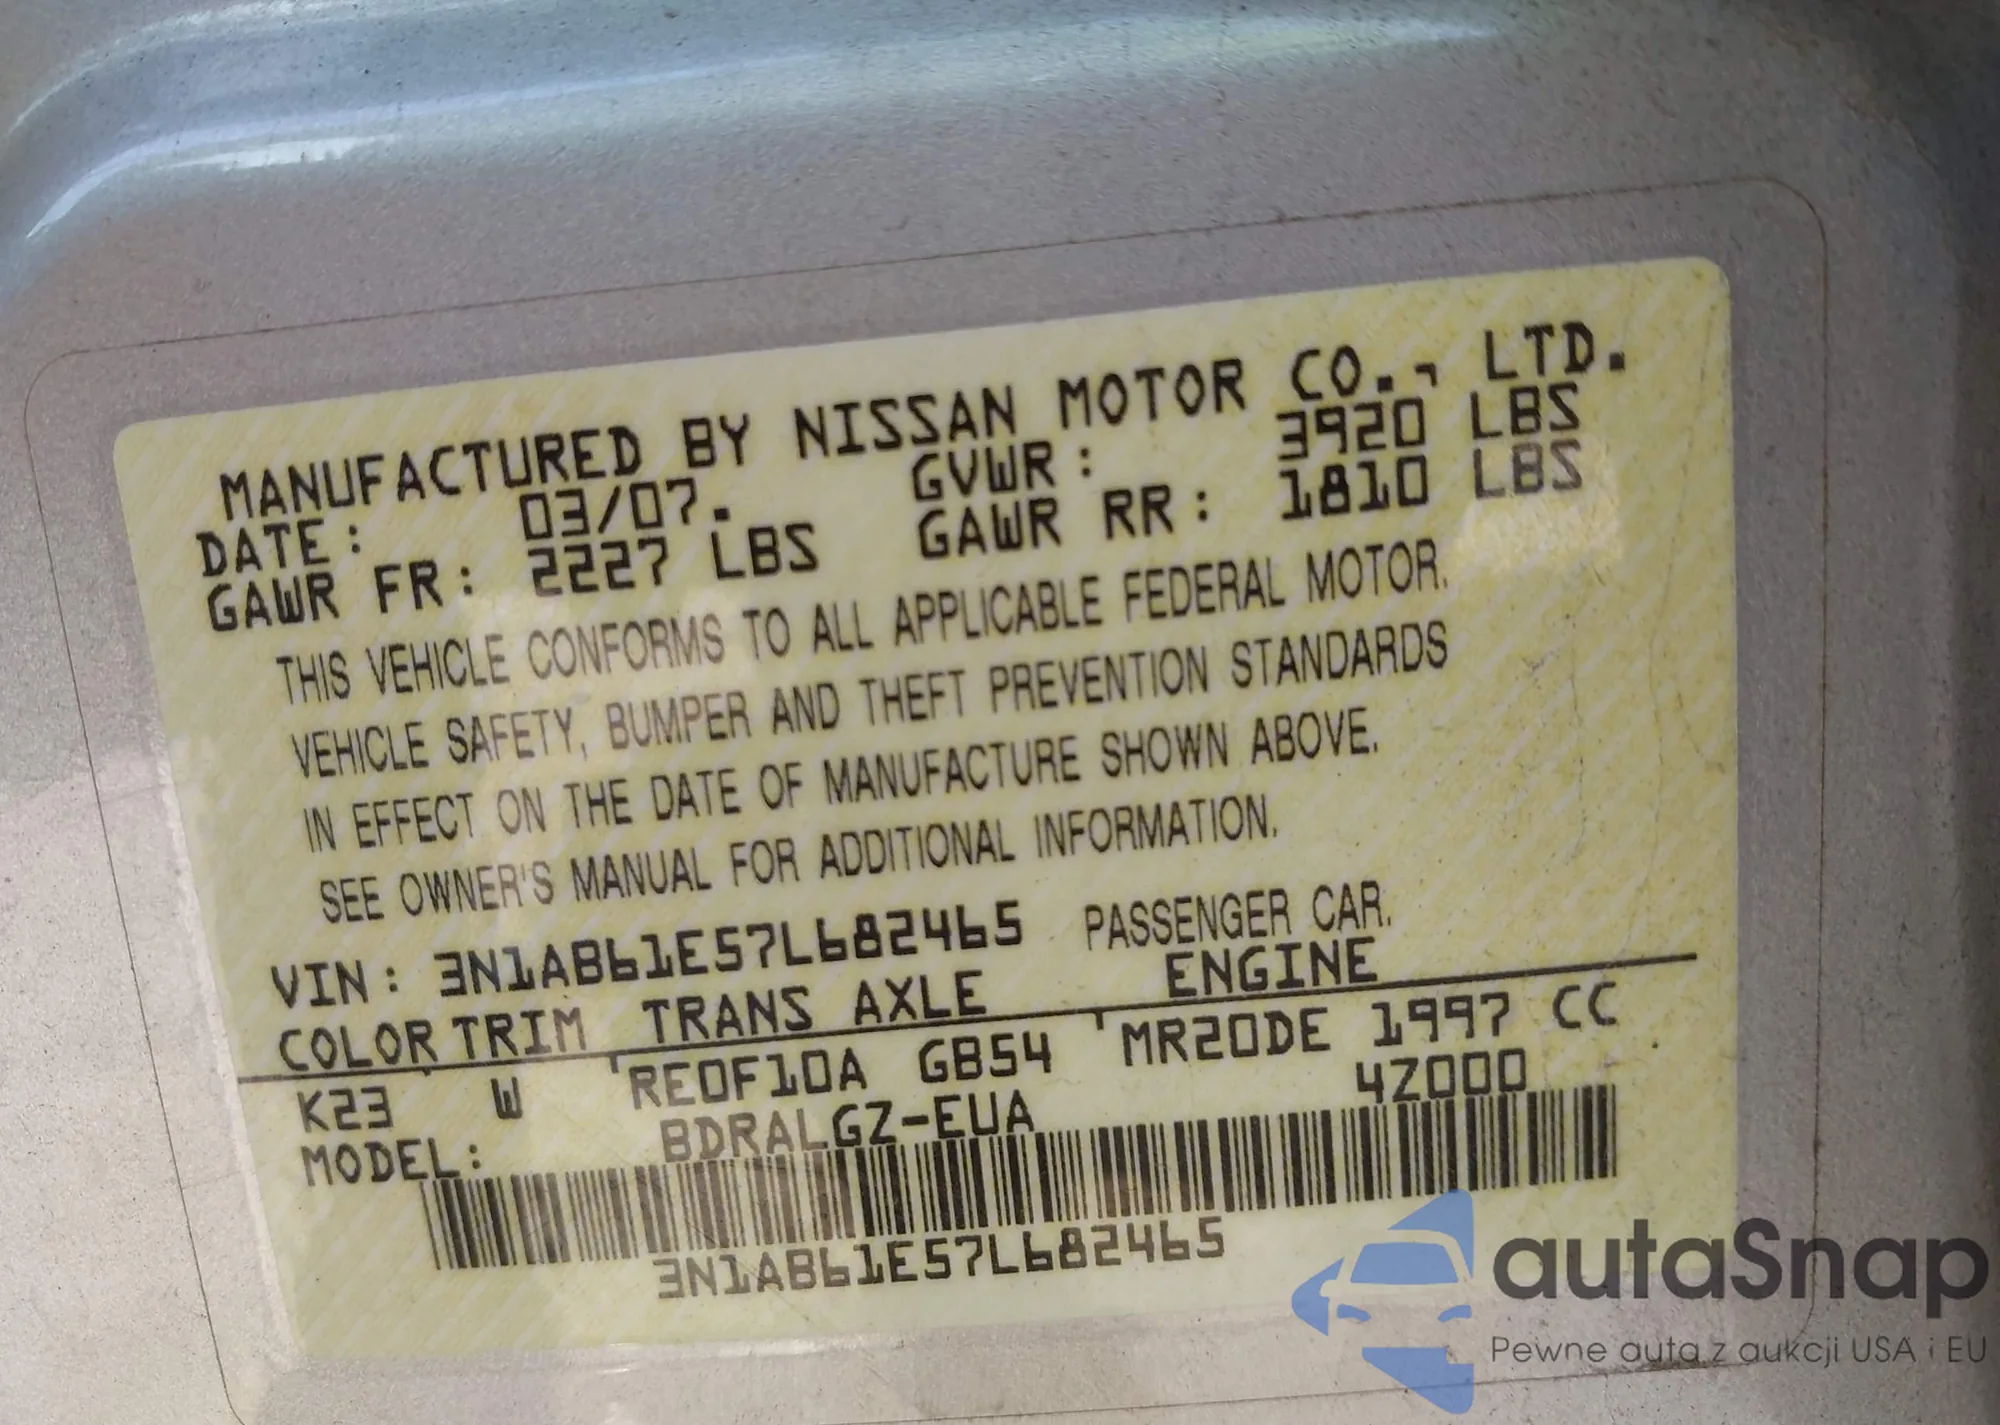 MANUFACTURED BY NISSAN MOTOR CO., LTD.
DATE: 03/07. GVWR: 3920 LBS
GAWR FR: 2227 LBS GAWR RR: 1810 LBS
THIS VEHICLE CONFORMS TO ALL APPLICABLE FEDERAL MOTOR.
VEHICLE SAFETY, BUMPER AND THEFT PREVENTION STANDARDS
IN EFFECT ON THE DATE OF MANUFACTURE SHOWN ABOVE.
SEE OWNER'S MANUAL FOR ADDITIONAL INFORMATION.
VIN: 3N1AB61E57L682465 PASSENGER CAR.
COLOR TRIM TRANS AXLE ENGINE
K23 W RE0F10A GB54 MR20DE 1997 CC
MODEL: BDRALGZ-EUA 4Z000
3N1AB61E57L682465
autaSnap
Pewne auta z aukcji USA i EU